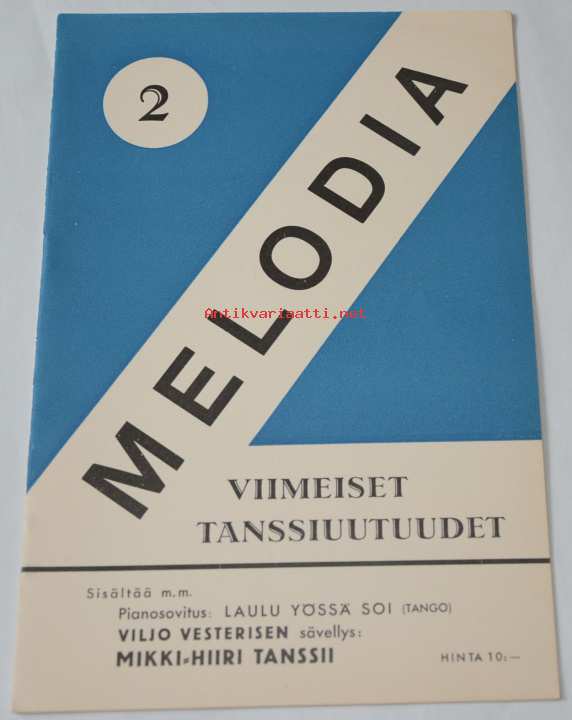 2
MELODIA
Antikvariaatti.net
VIIMEISET
TANSSIUUTUUDET
Sisältää m.m.
Pianosovitus: LAULU YÖSSÄ SOI (TANGO)
VILJO VESTERISEN sävellys:
MIKKI-HIIRI TANSSII
HINTA 10:—